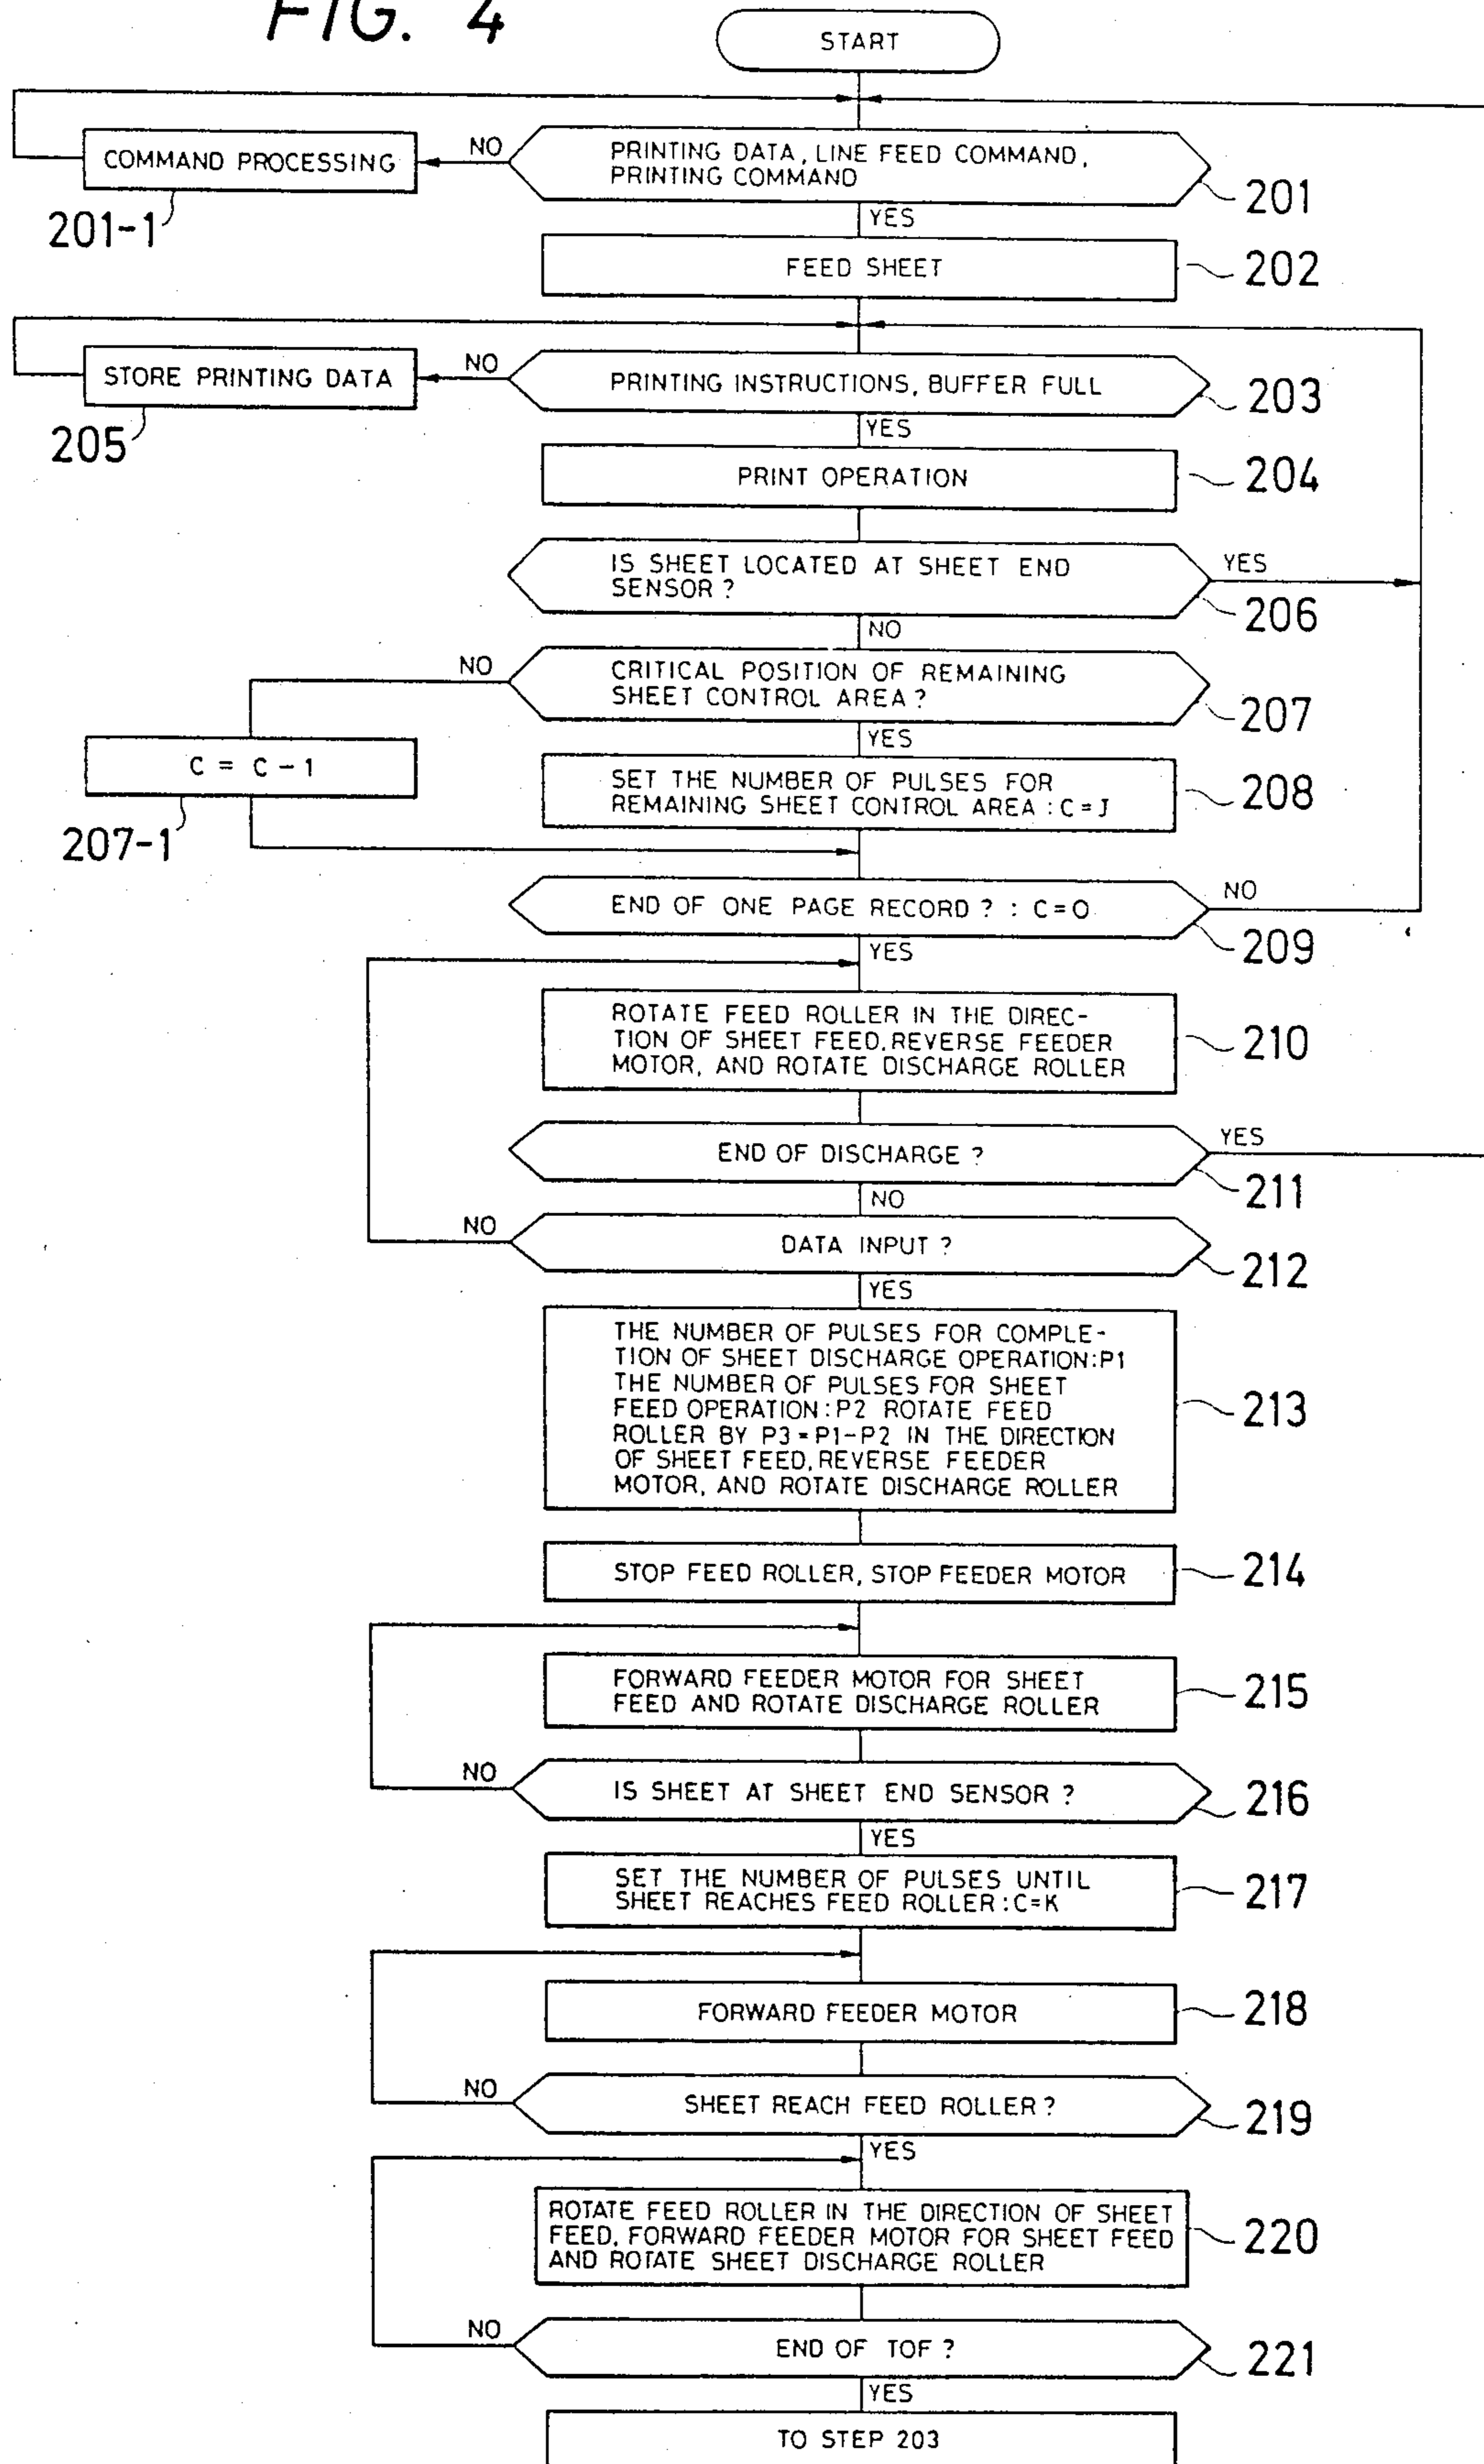 FIG. 4
START
COMMAND PROCESSING
NO
PRINTING DATA, LINE FEED COMMAND,
PRINTING COMMAND
201
201-1
YES
FEED SHEET
202
STORE PRINTING DATA
NO
PRINTING INSTRUCTIONS, BUFFER FULL
203
205
YES
PRINT OPERATION
204
IS SHEET LOCATED AT SHEET END
SENSOR ?
YES
206
NO
NO
CRITICAL POSITION OF REMAINING
SHEET CONTROL AREA ?
207
YES
C = C - 1
207-1
SET THE NUMBER OF PULSES FOR
REMAINING SHEET CONTROL AREA : C = J
208
END OF ONE PAGE RECORD ? : C = 0
NO
209
YES
ROTATE FEED ROLLER IN THE DIREC-
TION OF SHEET FEED, REVERSE FEEDER
MOTOR, AND ROTATE DISCHARGE ROLLER
210
END OF DISCHARGE ?
YES
211
NO
NO
DATA INPUT ?
212
YES
THE NUMBER OF PULSES FOR COMPLE-
TION OF SHEET DISCHARGE OPERATION:P1
THE NUMBER OF PULSES FOR SHEET
FEED OPERATION : P2 ROTATE FEED
ROLLER BY P3 = P1-P2 IN THE DIRECTION
OF SHEET FEED, REVERSE FEEDER
MOTOR, AND ROTATE DISCHARGE ROLLER
213
STOP FEED ROLLER, STOP FEEDER MOTOR
214
FORWARD FEEDER MOTOR FOR SHEET
FEED AND ROTATE DISCHARGE ROLLER
215
NO
IS SHEET AT SHEET END SENSOR ?
216
YES
SET THE NUMBER OF PULSES UNTIL
SHEET REACHES FEED ROLLER : C=K
217
FORWARD FEEDER MOTOR
218
NO
SHEET REACH FEED ROLLER ?
219
YES
ROTATE FEED ROLLER IN THE DIRECTION OF SHEET
FEED, FORWARD FEEDER MOTOR FOR SHEET FEED
AND ROTATE SHEET DISCHARGE ROLLER
220
NO
END OF TOF ?
221
YES
TO STEP 203